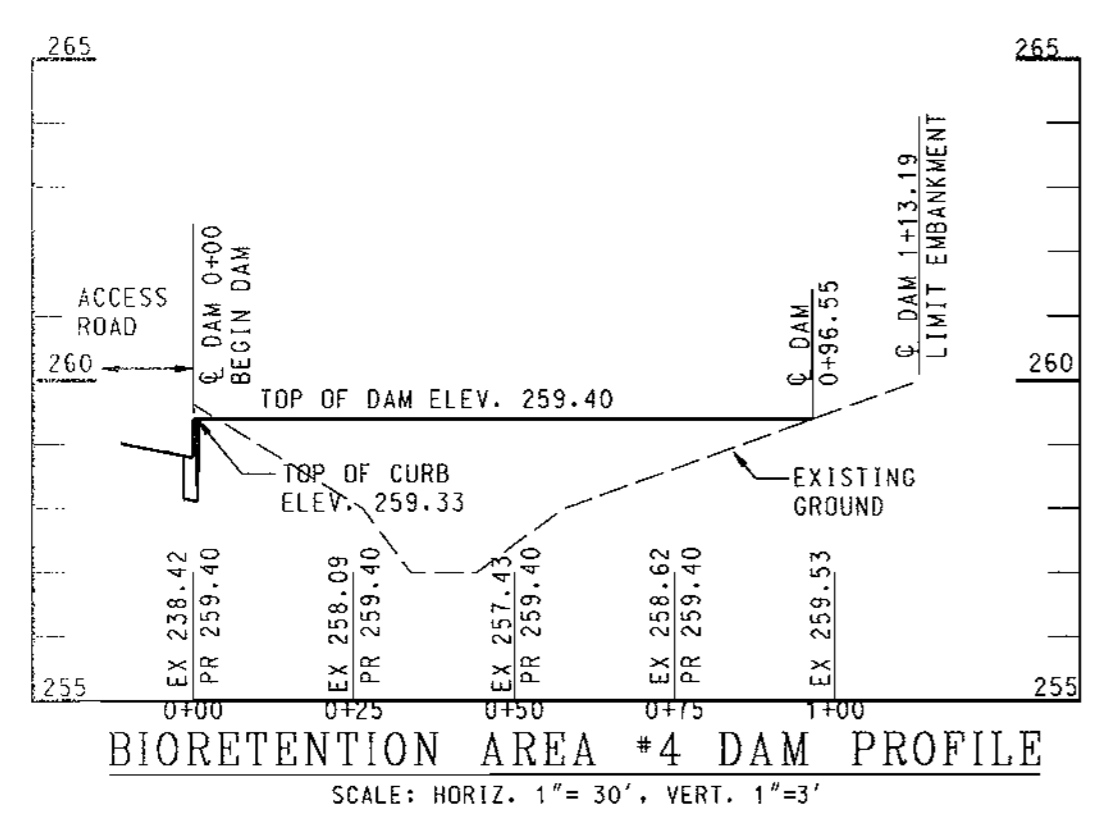 265
265
℄ DAM 0+00
BEGIN DAM
℄ DAM
0+96.55
℄ DAM 1+13.19
LIMIT EMBANKMENT
ACCESS
ROAD
260
260
TOP OF DAM ELEV. 259.40
TOP OF CURB
ELEV. 259.33
EXISTING
GROUND
EX 238.42
PR 259.40
EX 258.09
PR 259.40
EX 257.43
PR 259.40
EX 258.62
PR 259.40
EX 259.53
255
255
0+00
0+25
0+50
0+75
1+00
BIORETENTION AREA #4 DAM PROFILE
SCALE: HORIZ. 1"= 30', VERT. 1"=3'